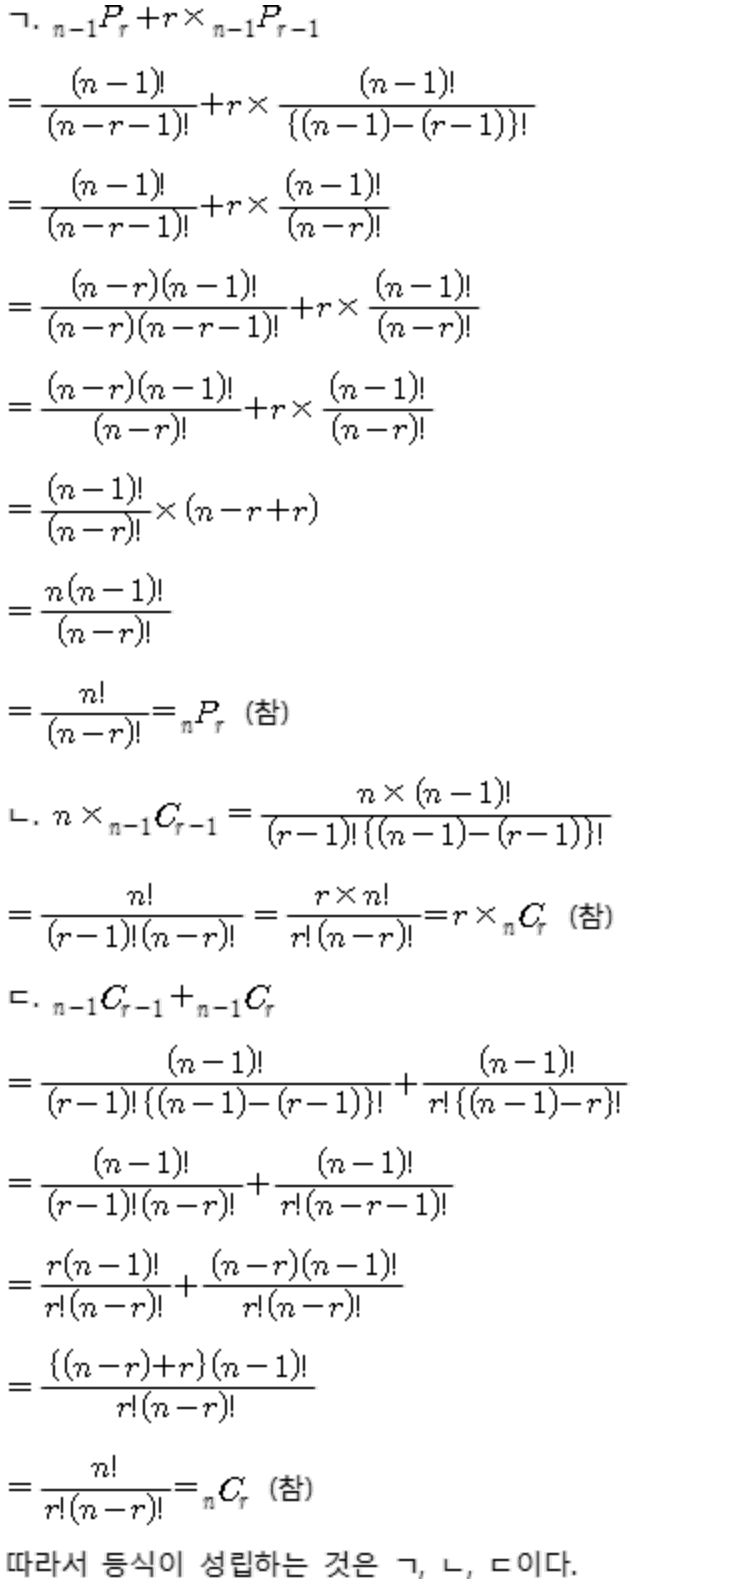 ㄱ. ₙ₋₁Pᵣ + r × ₙ₋₁Pᵣ₋₁
= (n-1)!/(n-r-1)! + r × (n-1)!/{(n-1)-(r-1)}!
= (n-1)!/(n-r-1)! + r × (n-1)!/(n-r)!
= (n-r)(n-1)!/(n-r)(n-r-1)! + r × (n-1)!/(n-r)!
= (n-r)(n-1)!/(n-r)! + r × (n-1)!/(n-r)!
= (n-1)!/(n-r)! × (n-r+r)
= n(n-1)!/(n-r)!
= n!/(n-r)! = ₙPᵣ (참)
ㄴ. n × ₙ₋₁Cᵣ₋₁ = n×(n-1)!/(r-1)!{(n-1)-(r-1)}!
= n!/(r-1)!(n-r)! = r×n!/r!(n-r)! = r × ₙCᵣ (참)
ㄷ. ₙ₋₁Cᵣ₋₁ + ₙ₋₁Cᵣ
= (n-1)!/(r-1)!{(n-1)-(r-1)}! + (n-1)!/r!{(n-1)-r}!
= (n-1)!/(r-1)!(n-r)! + (n-1)!/r!(n-r-1)!
= r(n-1)!/r!(n-r)! + (n-r)(n-1)!/r!(n-r)!
= {(n-r)+r}(n-1)!/r!(n-r)!
= n!/r!(n-r)! = ₙCᵣ (참)
따라서 등식이 성립하는 것은 ㄱ, ㄴ, ㄷ이다.